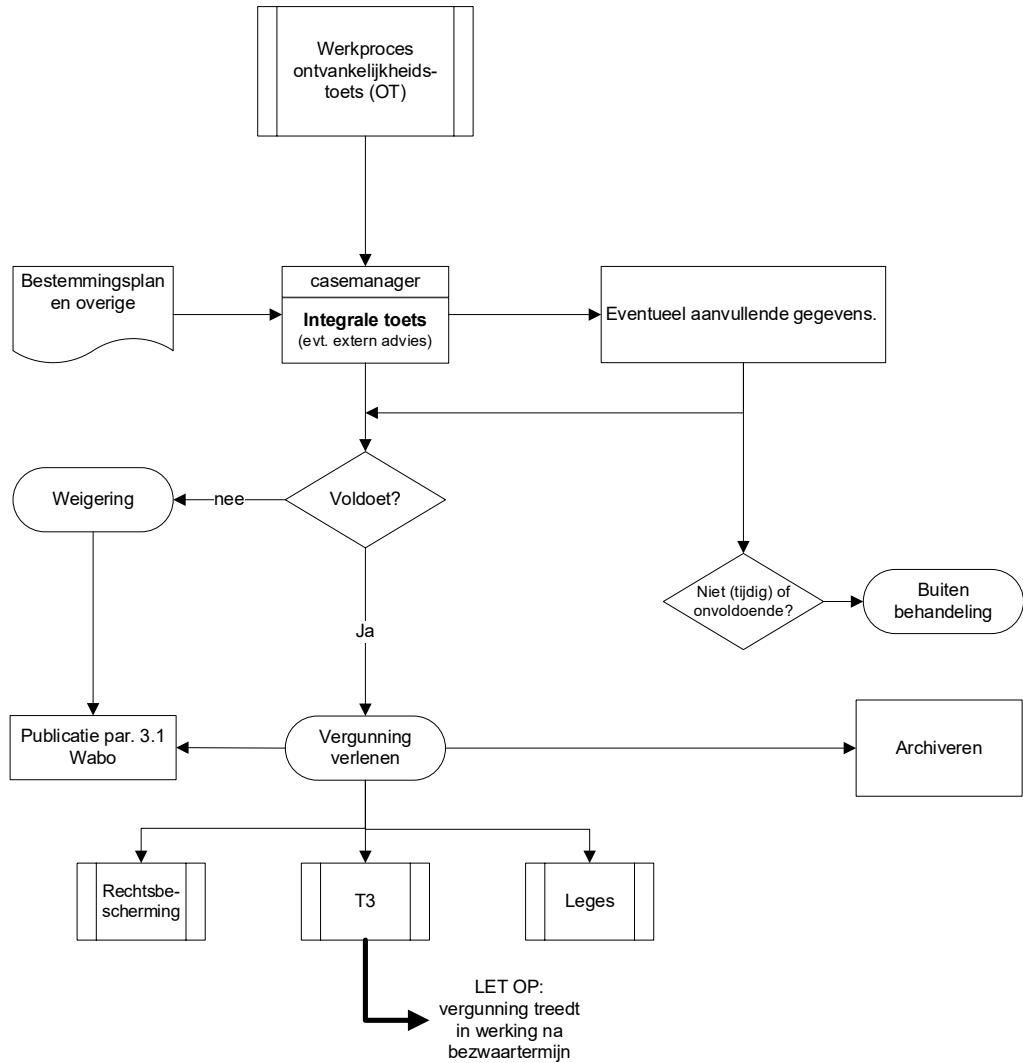 Werkproces
ontvankelijkheids-
toets (OT)
Bestemmingsplan
en overige
casemanager
Integrale toets
(evt. extern advies)
Eventueel aanvullende gegevens.
Weigering
nee
Voldoet?
Niet (tijdig) of
onvoldoende?
Buiten
behandeling
Ja
Publicatie par. 3.1
Wabo
Vergunning
verlenen
Archiveren
Rechtsbe-
scherming
T3
Leges
LET OP:
vergunning treedt
in werking na
bezwaartermijn